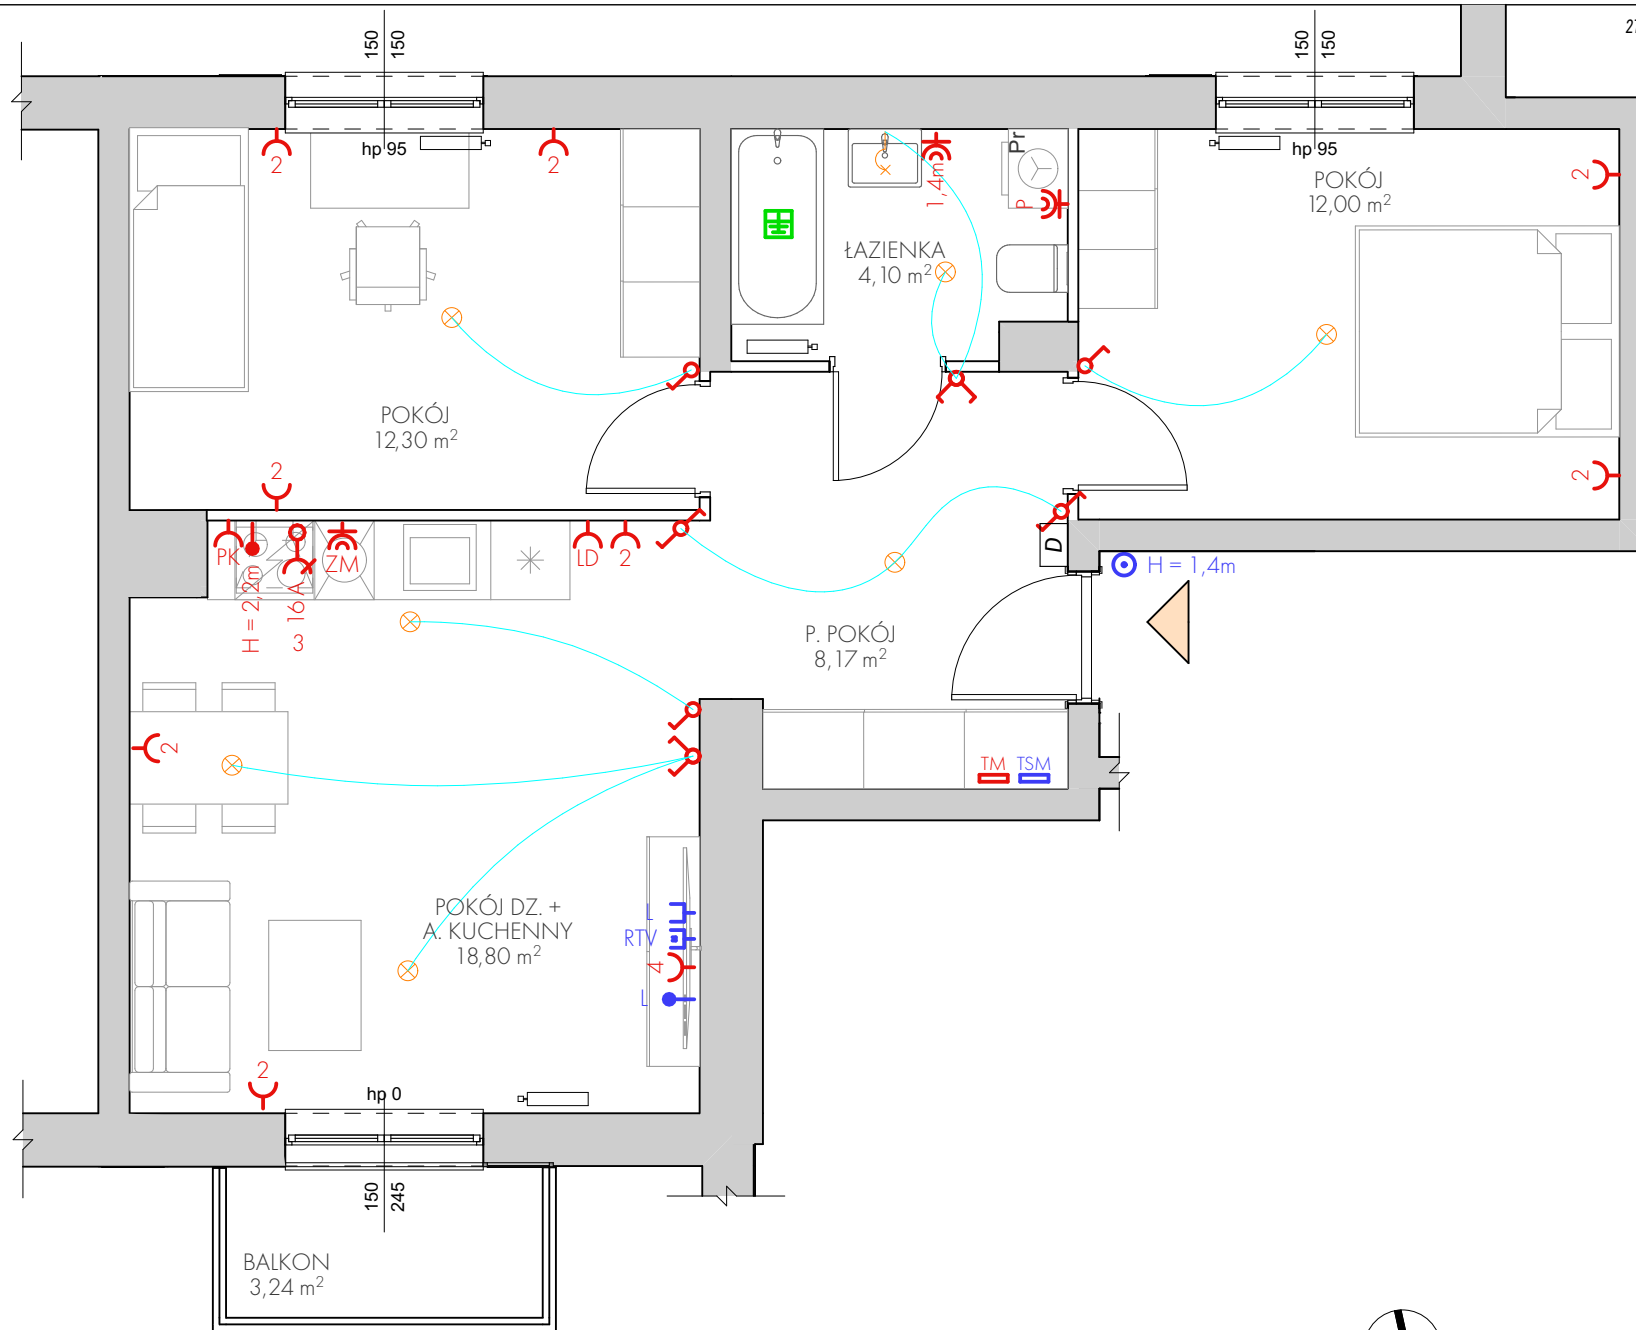 150
150
150
150
hp 95
hp 95
2
2
1,4m
Pr
P
2
POKÓJ
12,00 m²
ŁAZIENKA
4,10 m²
POKÓJ
12,30 m²
2
2
PK
H = 2,2m
3 16 A
ZM
LD
2
D
H = 1,4m
P. POKÓJ
8,17 m²
2
TM
TSM
POKÓJ DZ. +
A. KUCHENNY
18,80 m²
L
RTV
4
L
2
hp 0
150
245
BALKON
3,24 m²